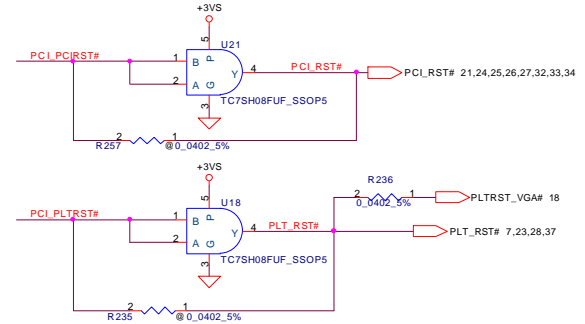 +3VS
U21
PCI_PCIRST# 1 B 5 P Y 4 PCI_RST# PCI_RST# 21,24,25,26,27,32,33,34
2 A G
3 TC7SH08FUF_SSOP5
2 1
R257 @0_0402_5%
+3VS
R236
U18 2 1 PLTRST_VGA# 18
0_0402_5%
PCI_PLTRST# 1 B 5 P Y 4 PLT_RST# PLT_RST# 7,23,28,37
2 A G
3 TC7SH08FUF_SSOP5
2 1
R235 @0_0402_5%